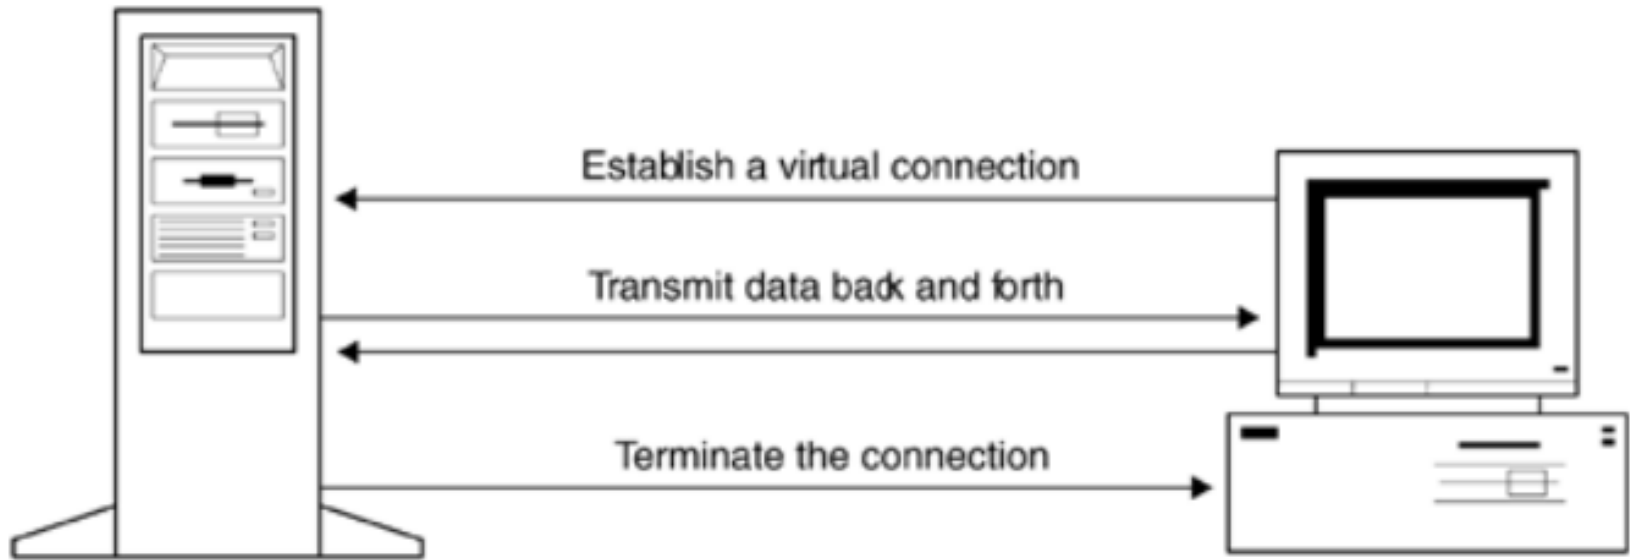 Establish a virtual connection
Transmit data back and forth
Terminate the connection